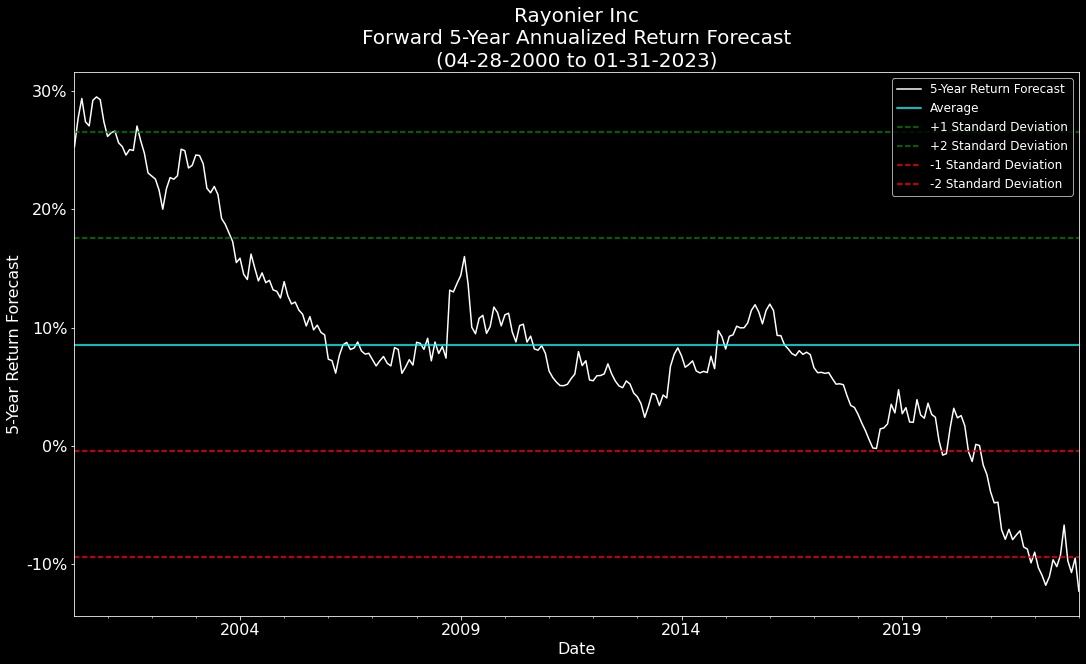 Rayonier Inc
Forward 5-Year Annualized Return Forecast
(04-28-2000 to 01-31-2023)
5-Year Return Forecast
Average
+1 Standard Deviation
+2 Standard Deviation
-1 Standard Deviation
-2 Standard Deviation
5-Year Return Forecast
30%
20%
10%
0%
-10%
2004 2009 2014 2019
Date